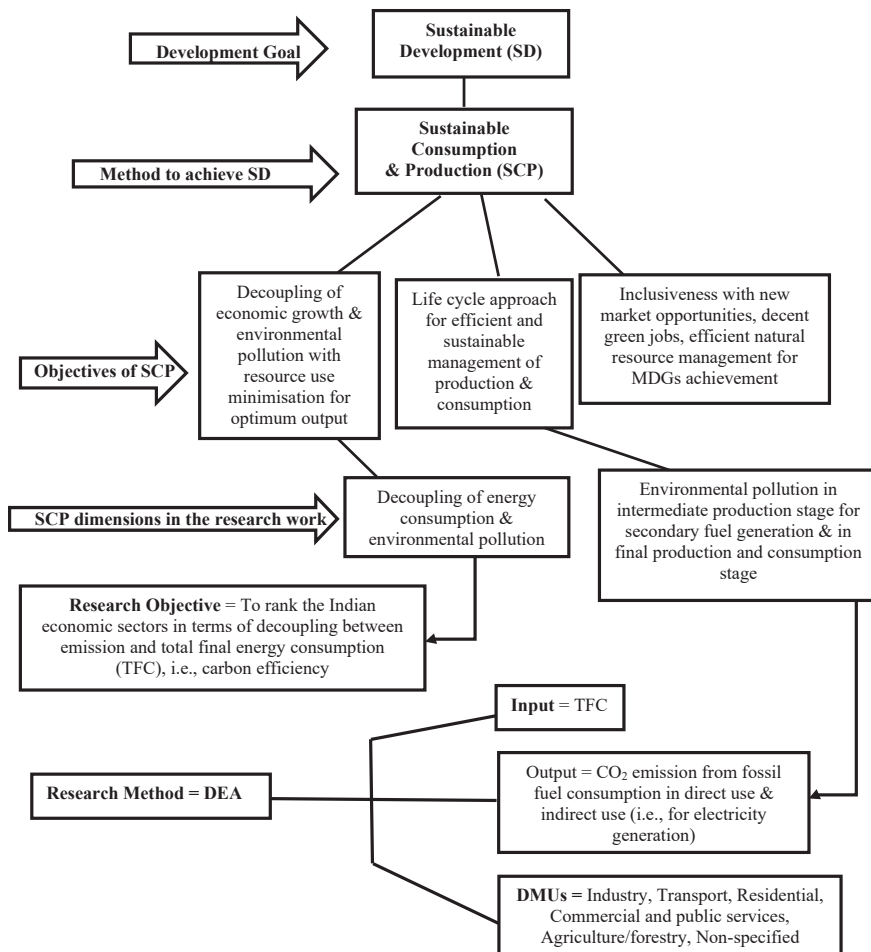 Development Goal
Sustainable
Development (SD)
Method to achieve SD
Sustainable
Consumption
& Production (SCP)
Objectives of SCP
Decoupling of
economic growth &
environmental
pollution with
resource use
minimisation for
optimum output
Life cycle approach
for efficient and
sustainable
management of
production &
consumption
Inclusiveness with new
market opportunities, decent
green jobs, efficient natural
resource management for
MDGs achievement
SCP dimensions in the research work
Decoupling of energy
consumption &
environmental pollution
Environmental pollution in
intermediate production stage for
secondary fuel generation & in
final production and consumption
stage
Research Objective = To rank the Indian
economic sectors in terms of decoupling between
emission and total final energy consumption
(TFC), i.e., carbon efficiency
Input = TFC
Research Method = DEA
Output = CO₂ emission from fossil
fuel consumption in direct use &
indirect use (i.e., for electricity
generation)
DMUs = Industry, Transport, Residential,
Commercial and public services,
Agriculture/forestry, Non-specified